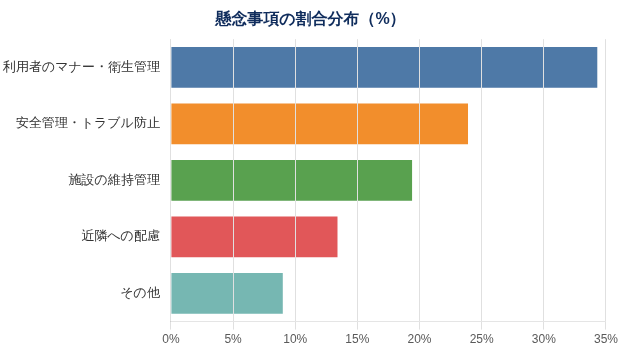 懸念事項の割合分布（%）
利用者のマナー・衛生管理
安全管理・トラブル防止
施設の維持管理
近隣への配慮
その他
0% 5% 10% 15% 20% 25% 30% 35%